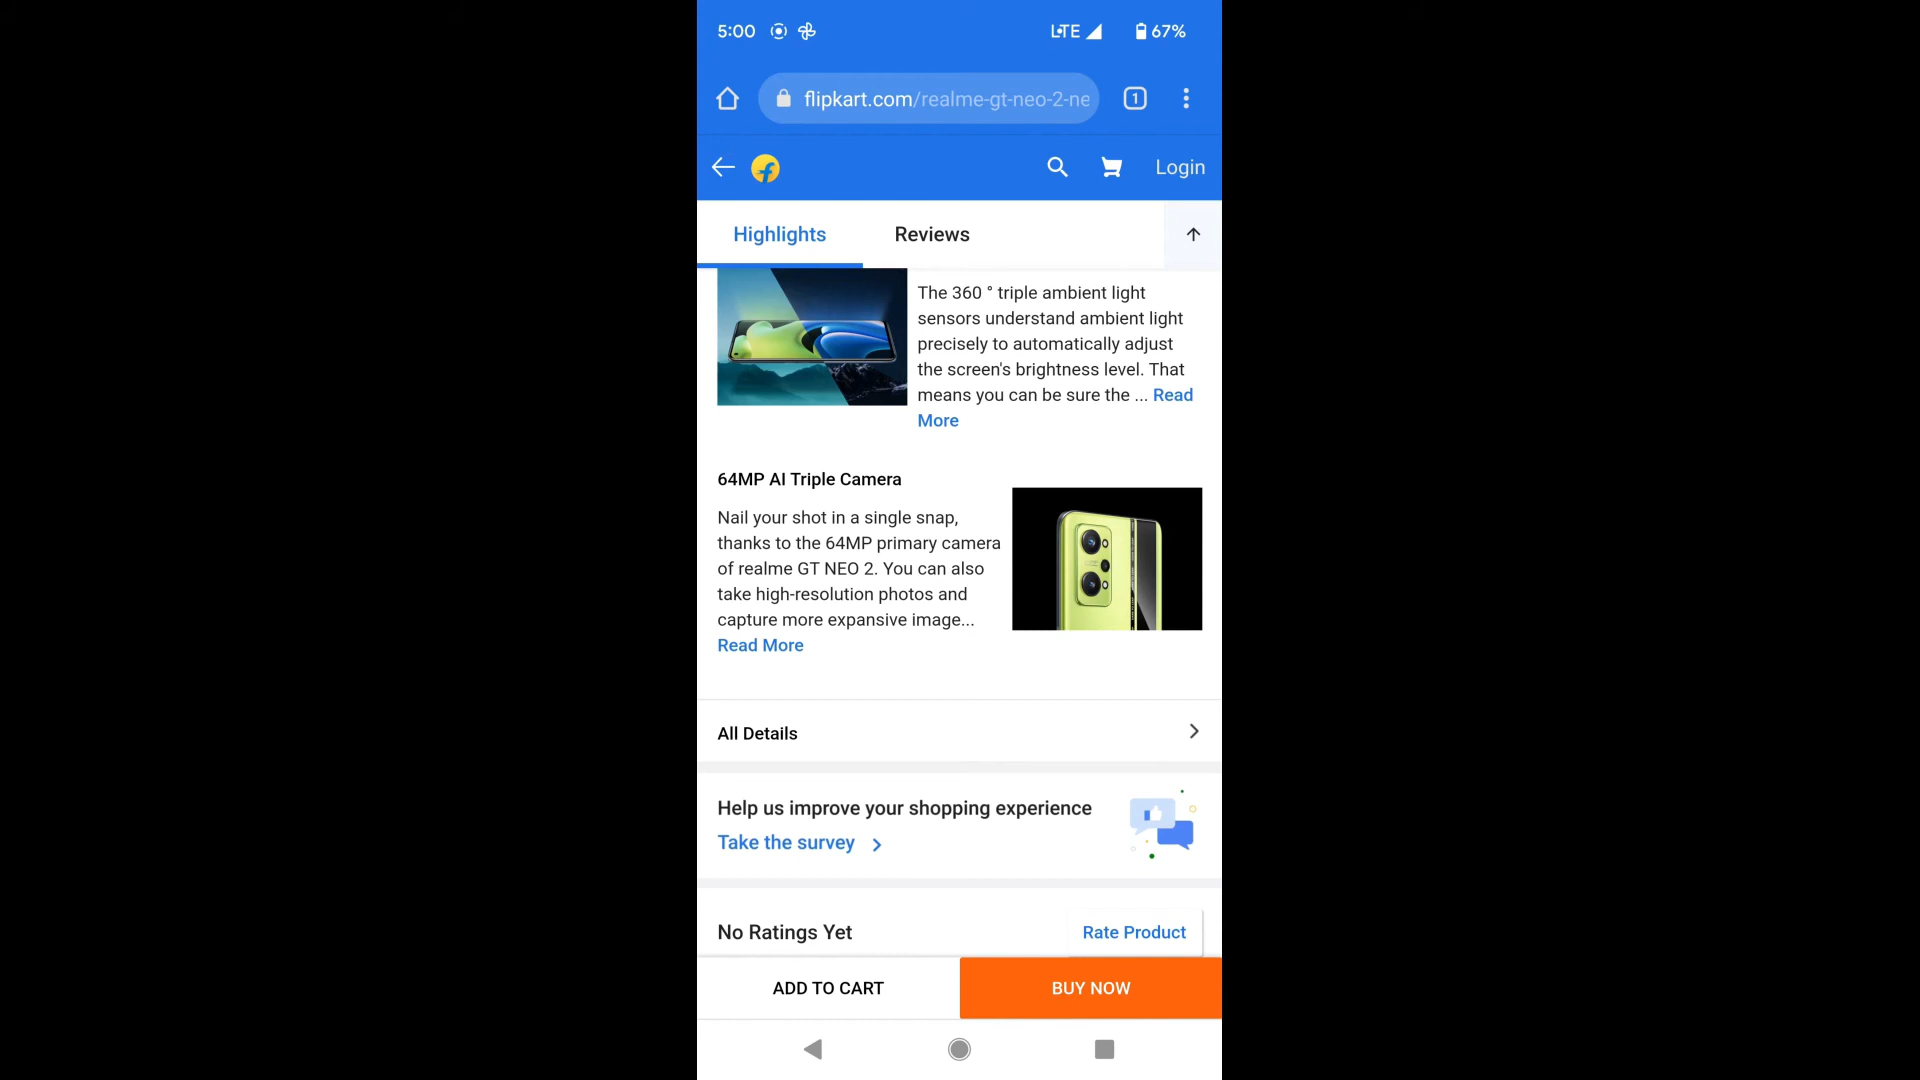 5:00
LTE
67%
flipkart.com/realme-gt-neo-2-ne
1
Login
Highlights
Reviews
The 360 ° triple ambient light
sensors understand ambient light
precisely to automatically adjust
the screen's brightness level. That
means you can be sure the ... Read
More
64MP AI Triple Camera
Nail your shot in a single snap,
thanks to the 64MP primary camera
of realme GT NEO 2. You can also
take high-resolution photos and
capture more expansive image...
Read More
All Details
Help us improve your shopping experience
Take the survey
No Ratings Yet
Rate Product
ADD TO CART
BUY NOW